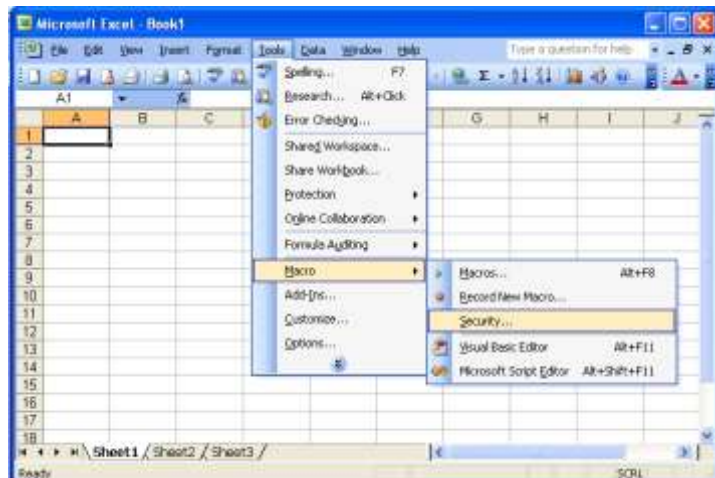 Microsoft Excel - Book1
File Edit View Insert Format Tools Data Window Help Type a question for help
A1 fx
A B C G H I J
1
2
3
4
5
6
7
8
9
10
11
12
13
14
15
16
17
18
Spelling... F7
Research... Alt+Click
Error Checking...
Shared Workspace...
Share Workbook...
Protection
Online Collaboration
Formula Auditing
Macro
Add-Ins...
Customize...
Options...
Macros... Alt+F8
Record New Macro...
Security...
Visual Basic Editor Alt+F11
Microsoft Script Editor Alt+Shift+F11
Sheet1 / Sheet2 / Sheet3 /
Ready SCRL